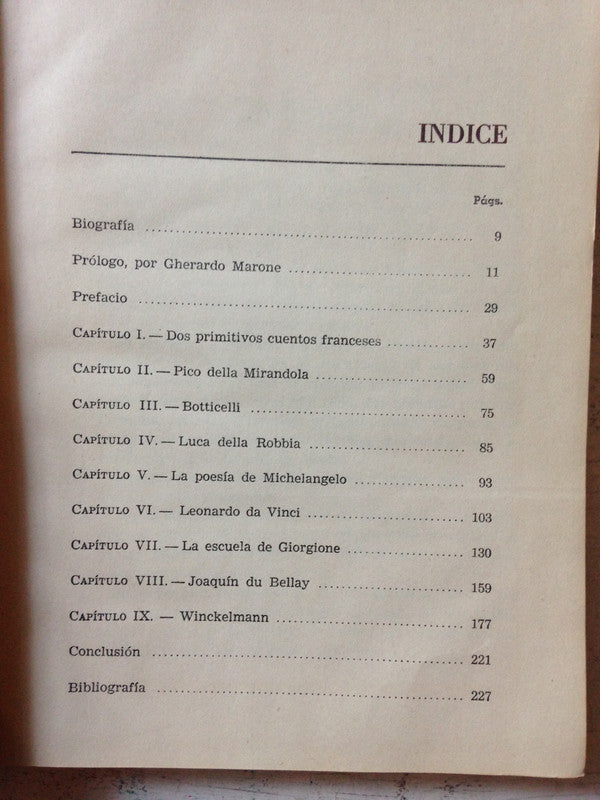 INDICE
Págs.
Biografía ........ 9
Prólogo, por Gherardo Marone ........ 11
Prefacio ........ 29
CAPÍTULO I. — Dos primitivos cuentos franceses ........ 37
CAPÍTULO II. — Pico della Mirandola ........ 59
CAPÍTULO III. — Botticelli ........ 75
CAPÍTULO IV. — Luca della Robbia ........ 85
CAPÍTULO V. — La poesía de Michelangelo ........ 93
CAPÍTULO VI. — Leonardo da Vinci ........ 103
CAPÍTULO VII. — La escuela de Giorgione ........ 130
CAPÍTULO VIII. — Joaquín du Bellay ........ 159
CAPÍTULO IX. — Winckelmann ........ 177
Conclusión ........ 221
Bibliografía ........ 227